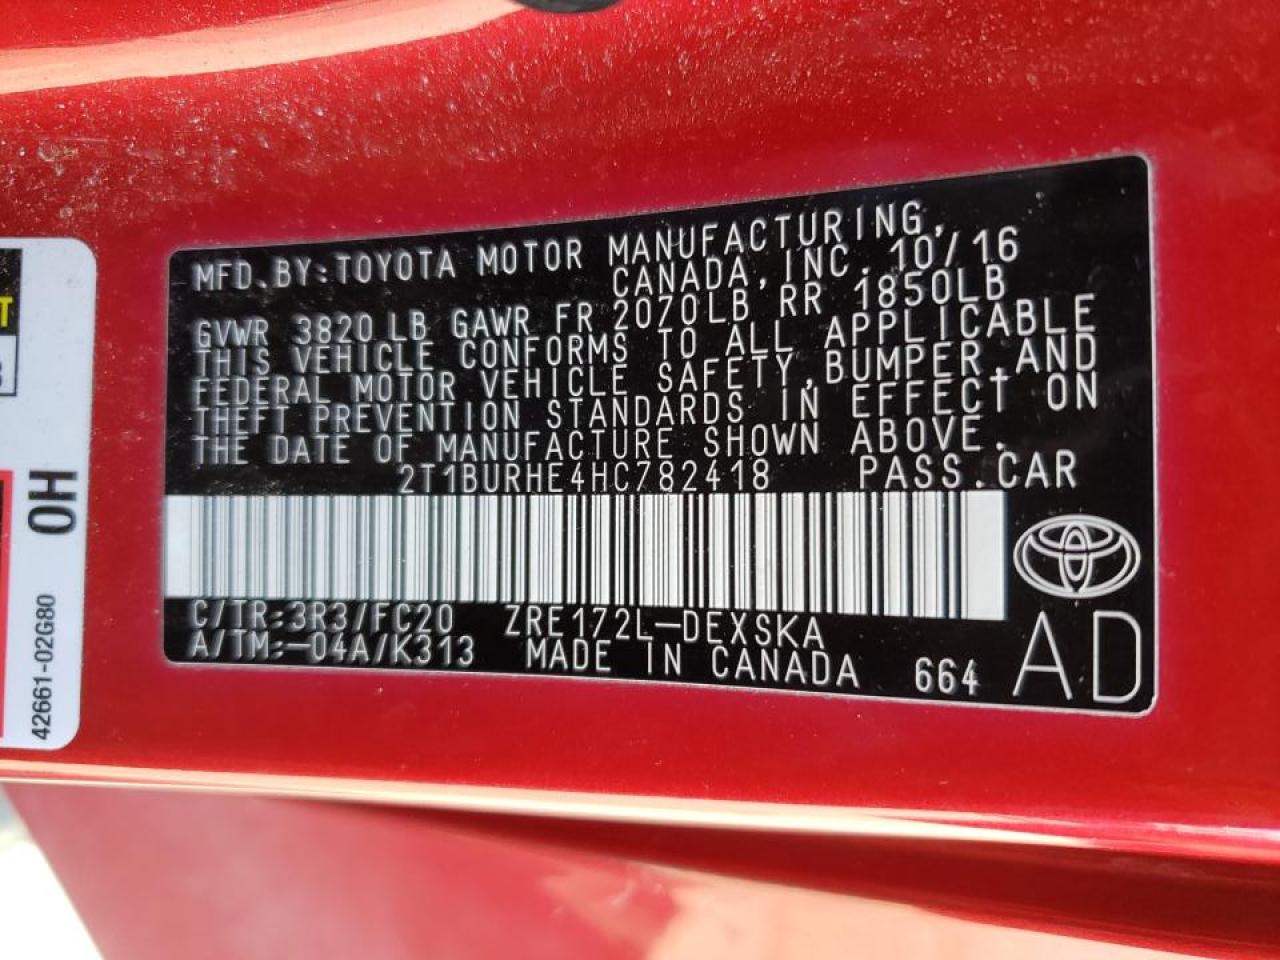 MFD. BY: TOYOTA MOTOR MANUFACTURING,
CANADA, INC. 10/16
GVWR 3820 LB GAWR FR 2070LB RR 1850LB
THIS VEHICLE CONFORMS TO ALL APPLICABLE
FEDERAL MOTOR VEHICLE SAFETY, BUMPER, AND
THEFT PREVENTION STANDARDS IN EFFECT ON
THE DATE OF MANUFACTURE SHOWN ABOVE.
2T1BURHE4HC782418 PASS. CAR
C/TR:3R3/FC20 ZRE172L-DEXSKA
A/TM:-04A/K313 MADE IN CANADA 664
AD
0H
42661-02G80